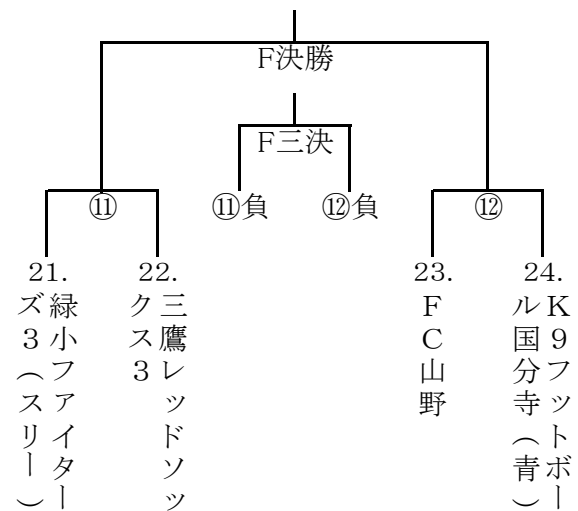 F決勝
F三決
⑪
⑪負
⑫負
⑫
21.
22.
23.
24.
緑小ファイター
ズ3(スリー)
三鷹レッドソッ
クス3
FC山野
K9フットボー
ル国分寺(青)